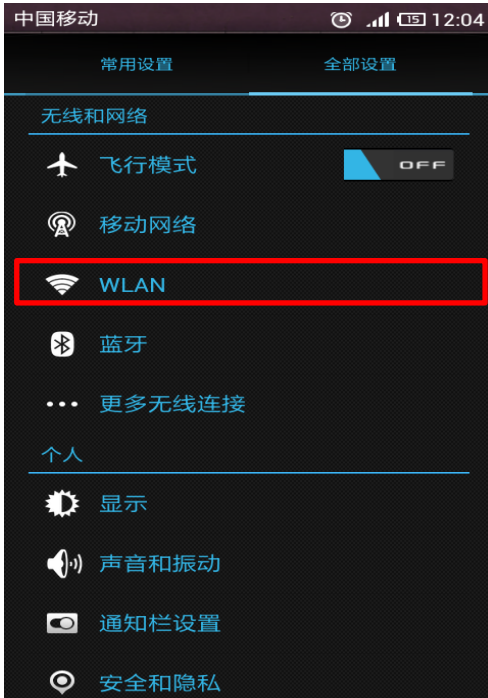 中国移动 15 12:04
常用设置 全部设置
无线和网络
飞行模式 OFF
移动网络
WLAN
蓝牙
更多无线连接
个人
显示
声音和振动
通知栏设置
安全和隐私